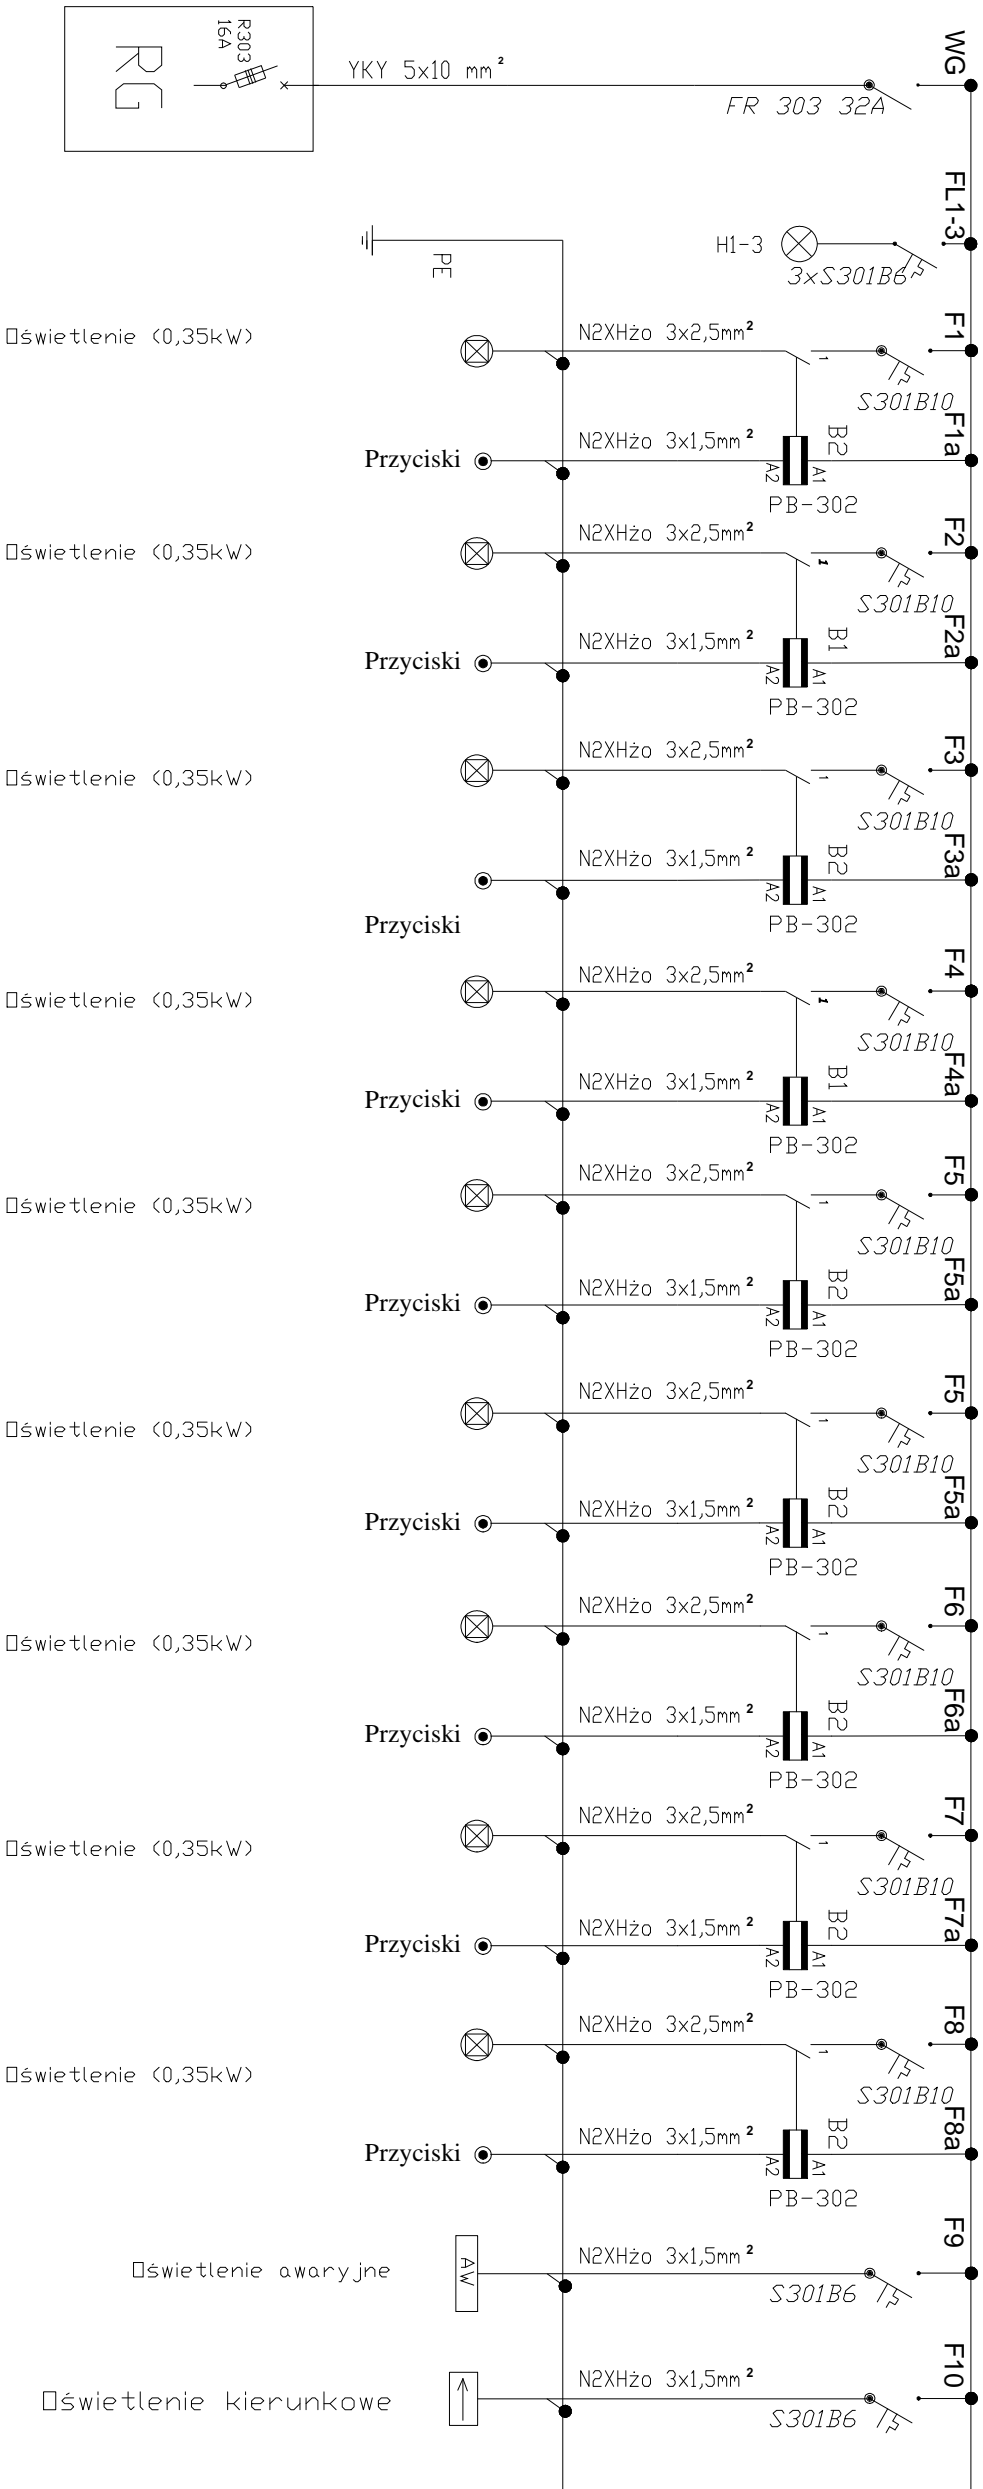 WG
R303
16A
RG
YKY 5x10 mm²
FR 303 32A
FL1-3
H1-3
3xS301B6
PE
F1
Oświetlenie (0,35kW)
N2XHżo 3x2,5mm²
1
S301B10
F1a
Przyciski
N2XHżo 3x1,5mm²
B2
A2
A1
PB-302
F2
Oświetlenie (0,35kW)
N2XHżo 3x2,5mm²
1
S301B10
F2a
Przyciski
N2XHżo 3x1,5mm²
B1
A2
A1
PB-302
F3
Oświetlenie (0,35kW)
N2XHżo 3x2,5mm²
1
S301B10
F3a
N2XHżo 3x1,5mm²
B2
A2
A1
Przyciski
PB-302
F4
Oświetlenie (0,35kW)
N2XHżo 3x2,5mm²
1
S301B10
F4a
Przyciski
N2XHżo 3x1,5mm²
B1
A2
A1
PB-302
F5
Oświetlenie (0,35kW)
N2XHżo 3x2,5mm²
1
S301B10
F5a
Przyciski
N2XHżo 3x1,5mm²
B2
A2
A1
PB-302
F5
Oświetlenie (0,35kW)
N2XHżo 3x2,5mm²
1
S301B10
F5a
Przyciski
N2XHżo 3x1,5mm²
B2
A2
A1
PB-302
F6
Oświetlenie (0,35kW)
N2XHżo 3x2,5mm²
1
S301B10
F6a
Przyciski
N2XHżo 3x1,5mm²
B2
A2
A1
PB-302
F7
Oświetlenie (0,35kW)
N2XHżo 3x2,5mm²
1
S301B10
F7a
Przyciski
N2XHżo 3x1,5mm²
B2
A2
A1
PB-302
F8
Oświetlenie (0,35kW)
N2XHżo 3x2,5mm²
1
S301B10
F8a
Przyciski
N2XHżo 3x1,5mm²
B2
A2
A1
PB-302
F9
Oświetlenie awaryjne
AW
N2XHżo 3x1,5mm²
S301B6
F10
Oświetlenie kierunkowe
N2XHżo 3x1,5mm²
S301B6